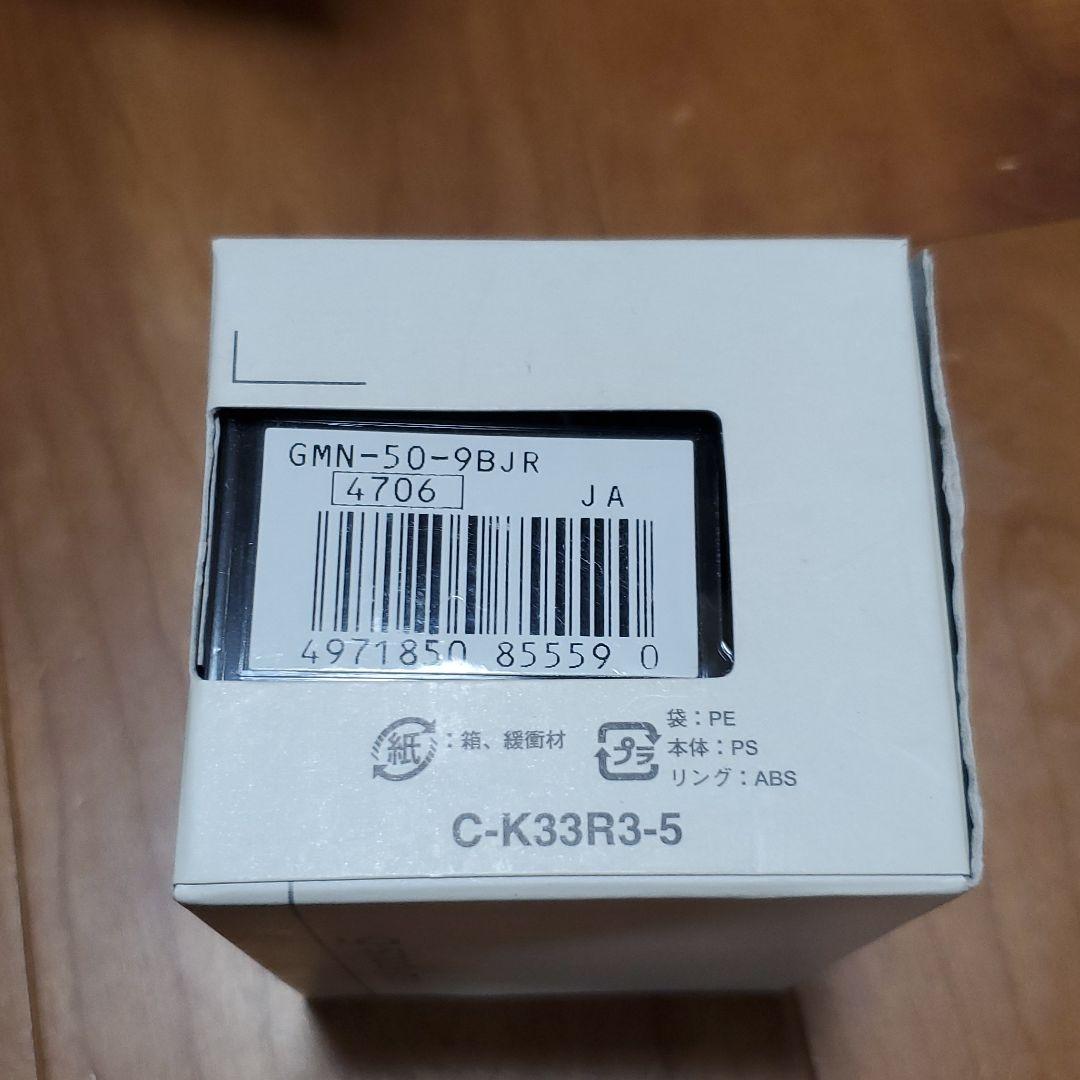 GMN-50-9BJR
4706 JA
4971850 85559 0
紙:箱、緩衝材
プラ
袋:PE
本体:PS
リング:ABS
C-K33R3-5